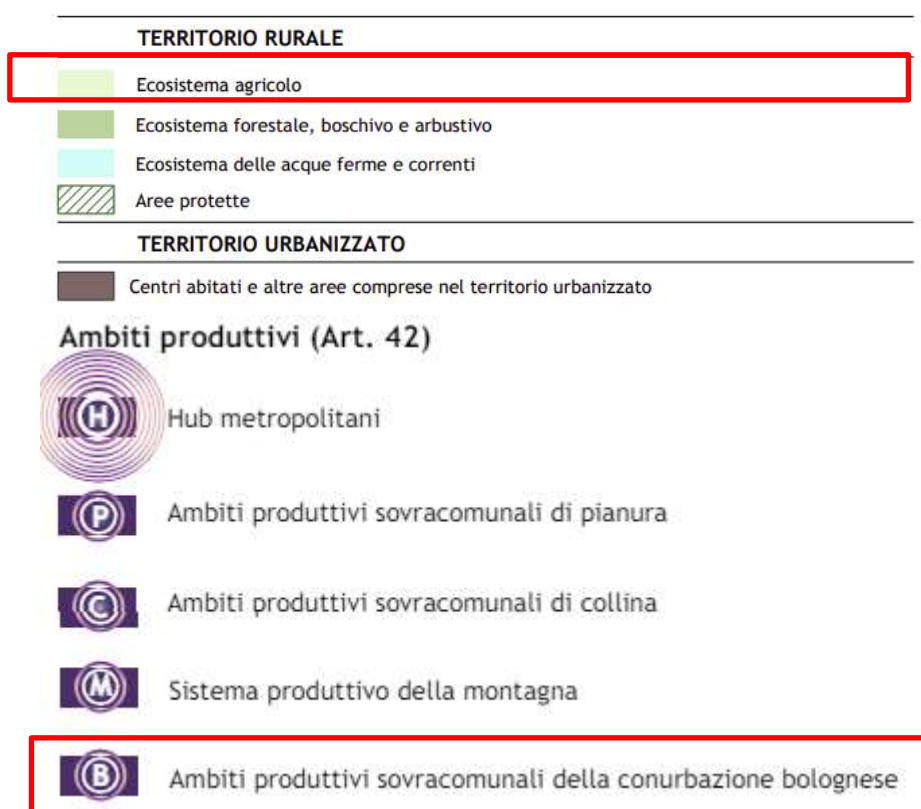 TERRITORIO RURALE
Ecosistema agricolo
Ecosistema forestale, boschivo e arbustivo
Ecosistema delle acque ferme e correnti
Aree protette
TERRITORIO URBANIZZATO
Centri abitati e altre aree comprese nel territorio urbanizzato
Ambiti produttivi (Art. 42)
H Hub metropolitani
P Ambiti produttivi sovracomunali di pianura
C Ambiti produttivi sovracomunali di collina
M Sistema produttivo della montagna
B Ambiti produttivi sovracomunali della conurbazione bolognese